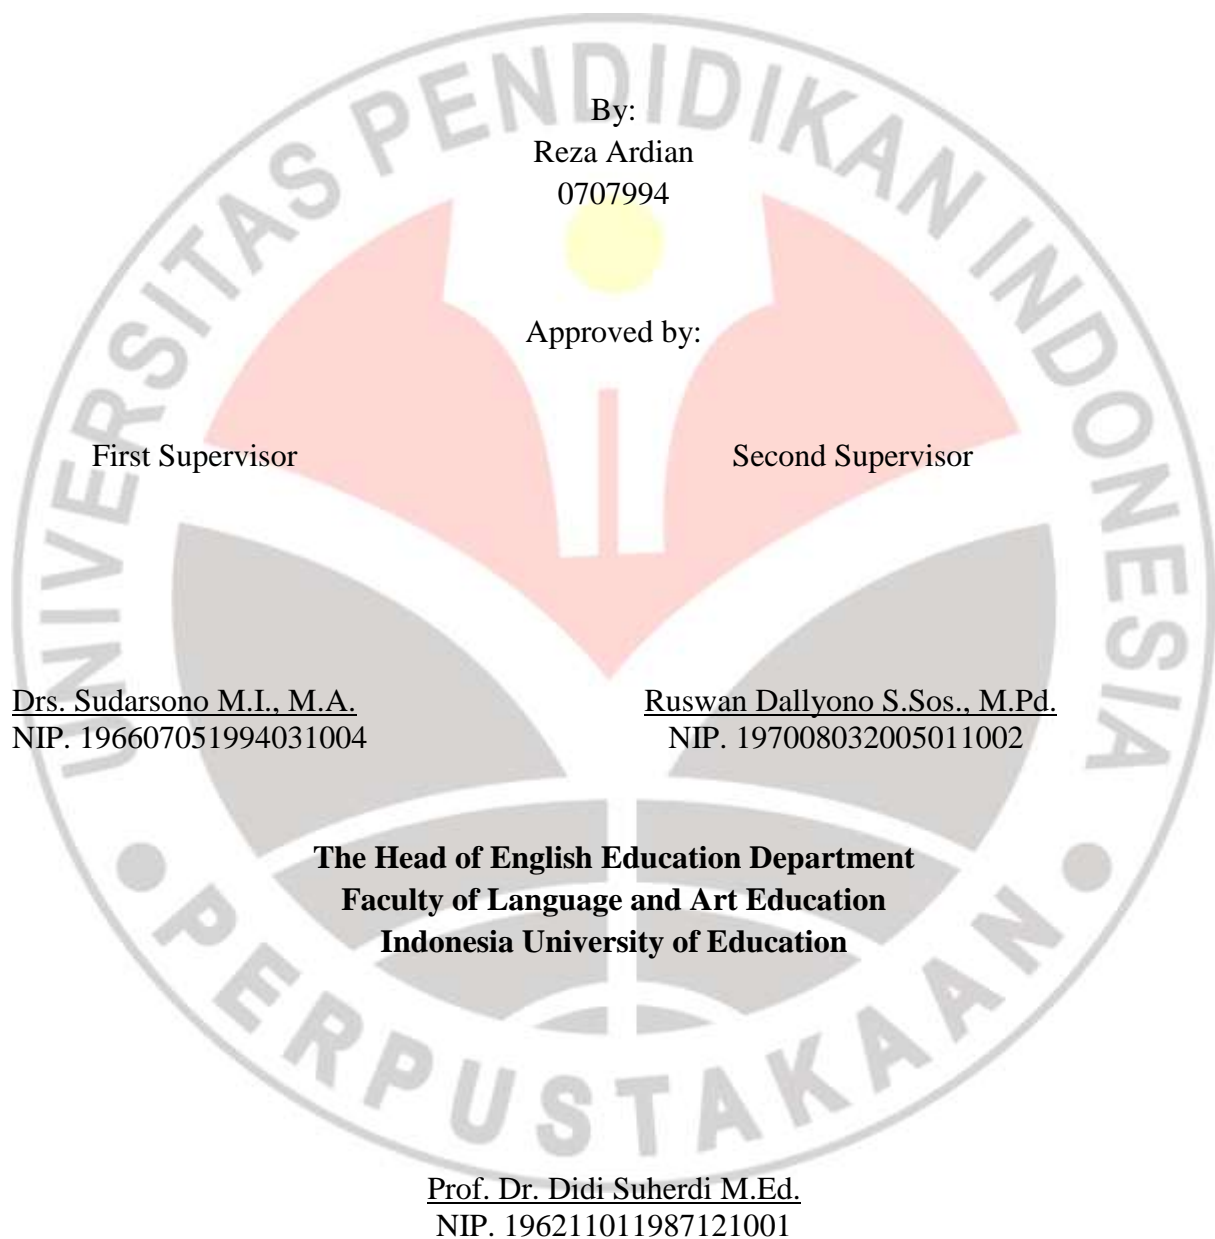 UNIVERSITAS PENDIDIKAN INDONESIA
By:
Reza Ardian
0707994
Approved by:
First Supervisor Second Supervisor
Drs. Sudarsono M.I., M.A. Ruswan Dallyono S.Sos., M.Pd.
NIP. 196607051994031004 NIP. 197008032005011002
The Head of English Education Department
Faculty of Language and Art Education
Indonesia University of Education
Prof. Dr. Didi Suherdi M.Ed.
NIP. 196211011987121001
PERPUSTAKAAN